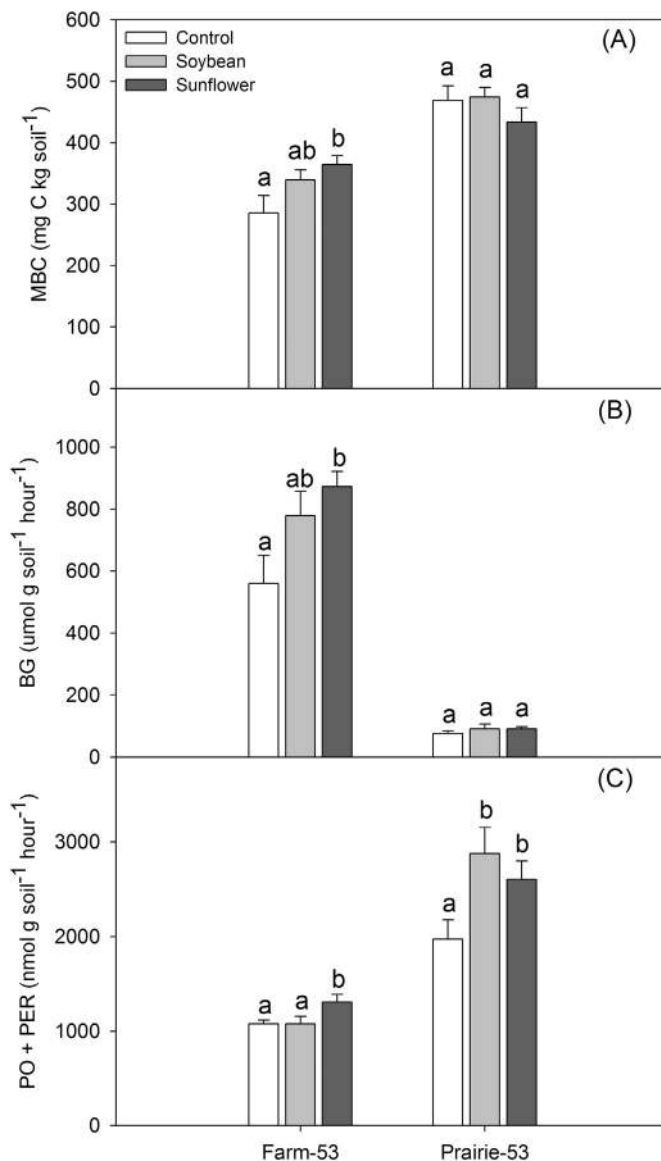 600
500
400
300
200
100
0
MBC (mg C kg soil⁻¹)
Control
Soybean
Sunflower
(A)
a
ab
b
a
a
a
1000
800
600
400
200
0
BG (umol g soil⁻¹ hour⁻¹)
(B)
a
ab
b
a
a
a
3000
2000
1000
0
PO + PER (nmol g soil⁻¹ hour⁻¹)
(C)
a
a
b
a
b
b
Farm-53 Prairie-53